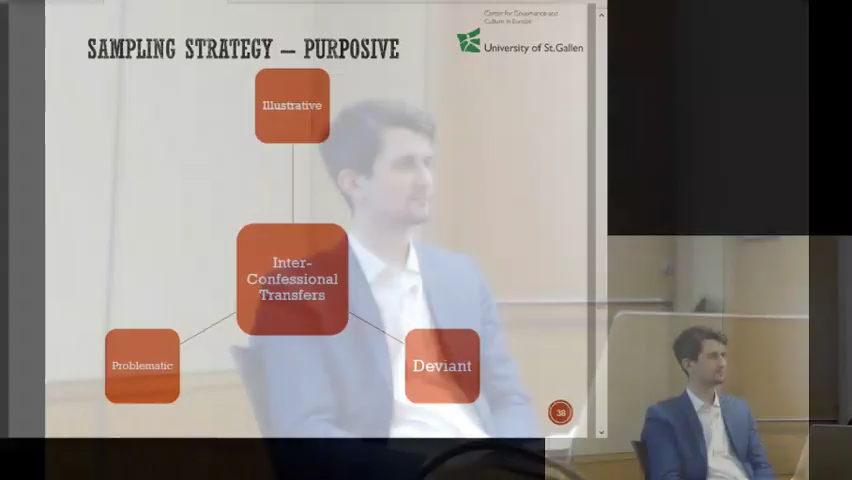 Center for Governance and
Culture in Europe
University of St.Gallen
SAMPLING STRATEGY – PURPOSIVE
Illustrative
Inter-
Confessional
Transfers
Problematic
Deviant
38